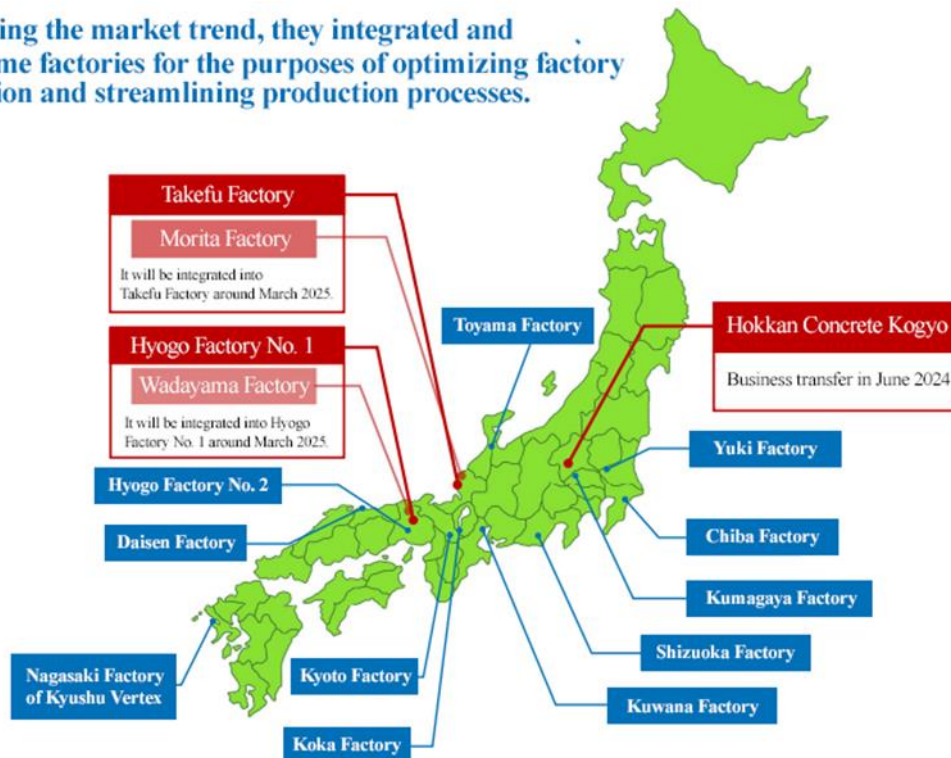 ing the market trend, they integrated and
me factories for the purposes of optimizing factory
ion and streamlining production processes.
Takefu Factory
Morita Factory
It will be integrated into
Takefu Factory around March 2025.
Toyama Factory
Hokkan Concrete Kogyo
Business transfer in June 2024
Hyogo Factory No. 1
Wadayama Factory
It will be integrated into Hyogo
Factory No. 1 around March 2025.
Yuki Factory
Hyogo Factory No. 2
Daisen Factory
Chiba Factory
Kumagaya Factory
Shizuoka Factory
Nagasaki Factory
of Kyushu Vertex
Kyoto Factory
Kuwana Factory
Koka Factory